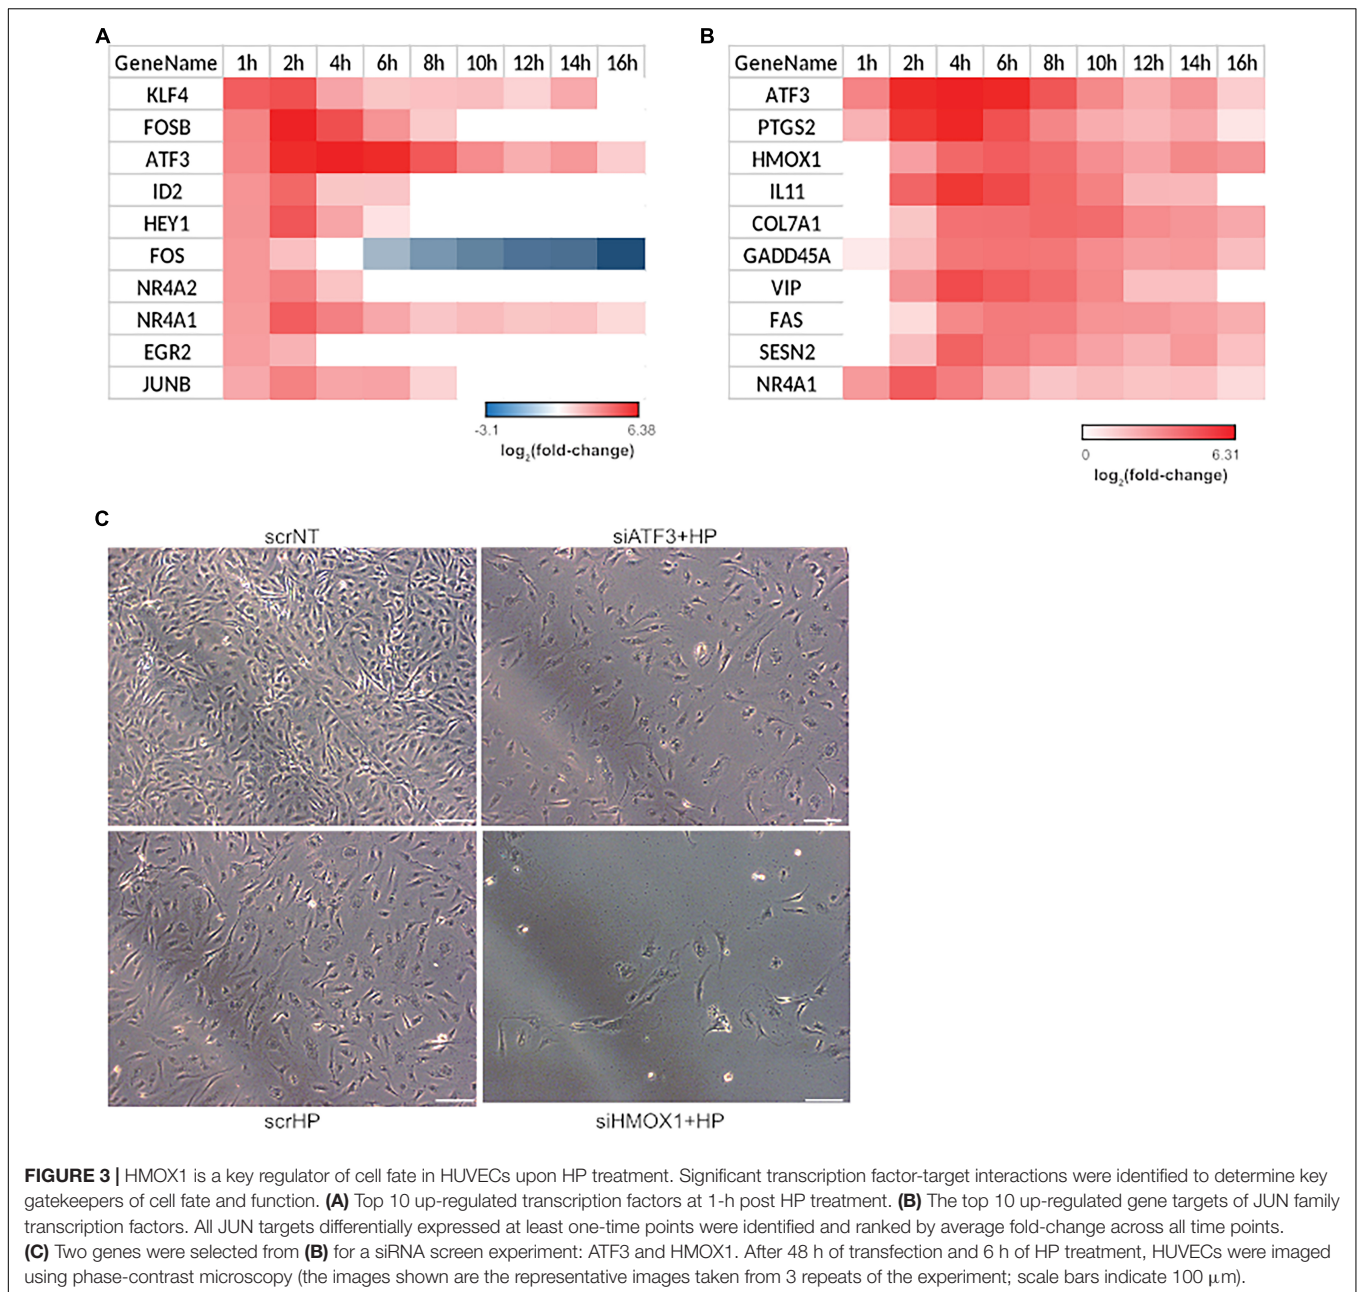 A
GeneName 1h 2h 4h 6h 8h 10h 12h 14h 16h
KLF4
FOSB
ATF3
ID2
HEY1
FOS
NR4A2
NR4A1
EGR2
JUNB
-3.1 6.38
log2(fold-change)
B
GeneName 1h 2h 4h 6h 8h 10h 12h 14h 16h
ATF3
PTGS2
HMOX1
IL11
COL7A1
GADD45A
VIP
FAS
SESN2
NR4A1
0 6.31
log2(fold-change)
C
scrNT siATF3+HP
scrHP siHMOX1+HP
FIGURE 3 | HMOX1 is a key regulator of cell fate in HUVECs upon HP treatment. Significant transcription factor-target interactions were identified to determine key
gatekeepers of cell fate and function. (A) Top 10 up-regulated transcription factors at 1-h post HP treatment. (B) The top 10 up-regulated gene targets of JUN family
transcription factors. All JUN targets differentially expressed at least one-time points were identified and ranked by average fold-change across all time points.
(C) Two genes were selected from (B) for a siRNA screen experiment: ATF3 and HMOX1. After 48 h of transfection and 6 h of HP treatment, HUVECs were imaged
using phase-contrast microscopy (the images shown are the representative images taken from 3 repeats of the experiment; scale bars indicate 100 μm).